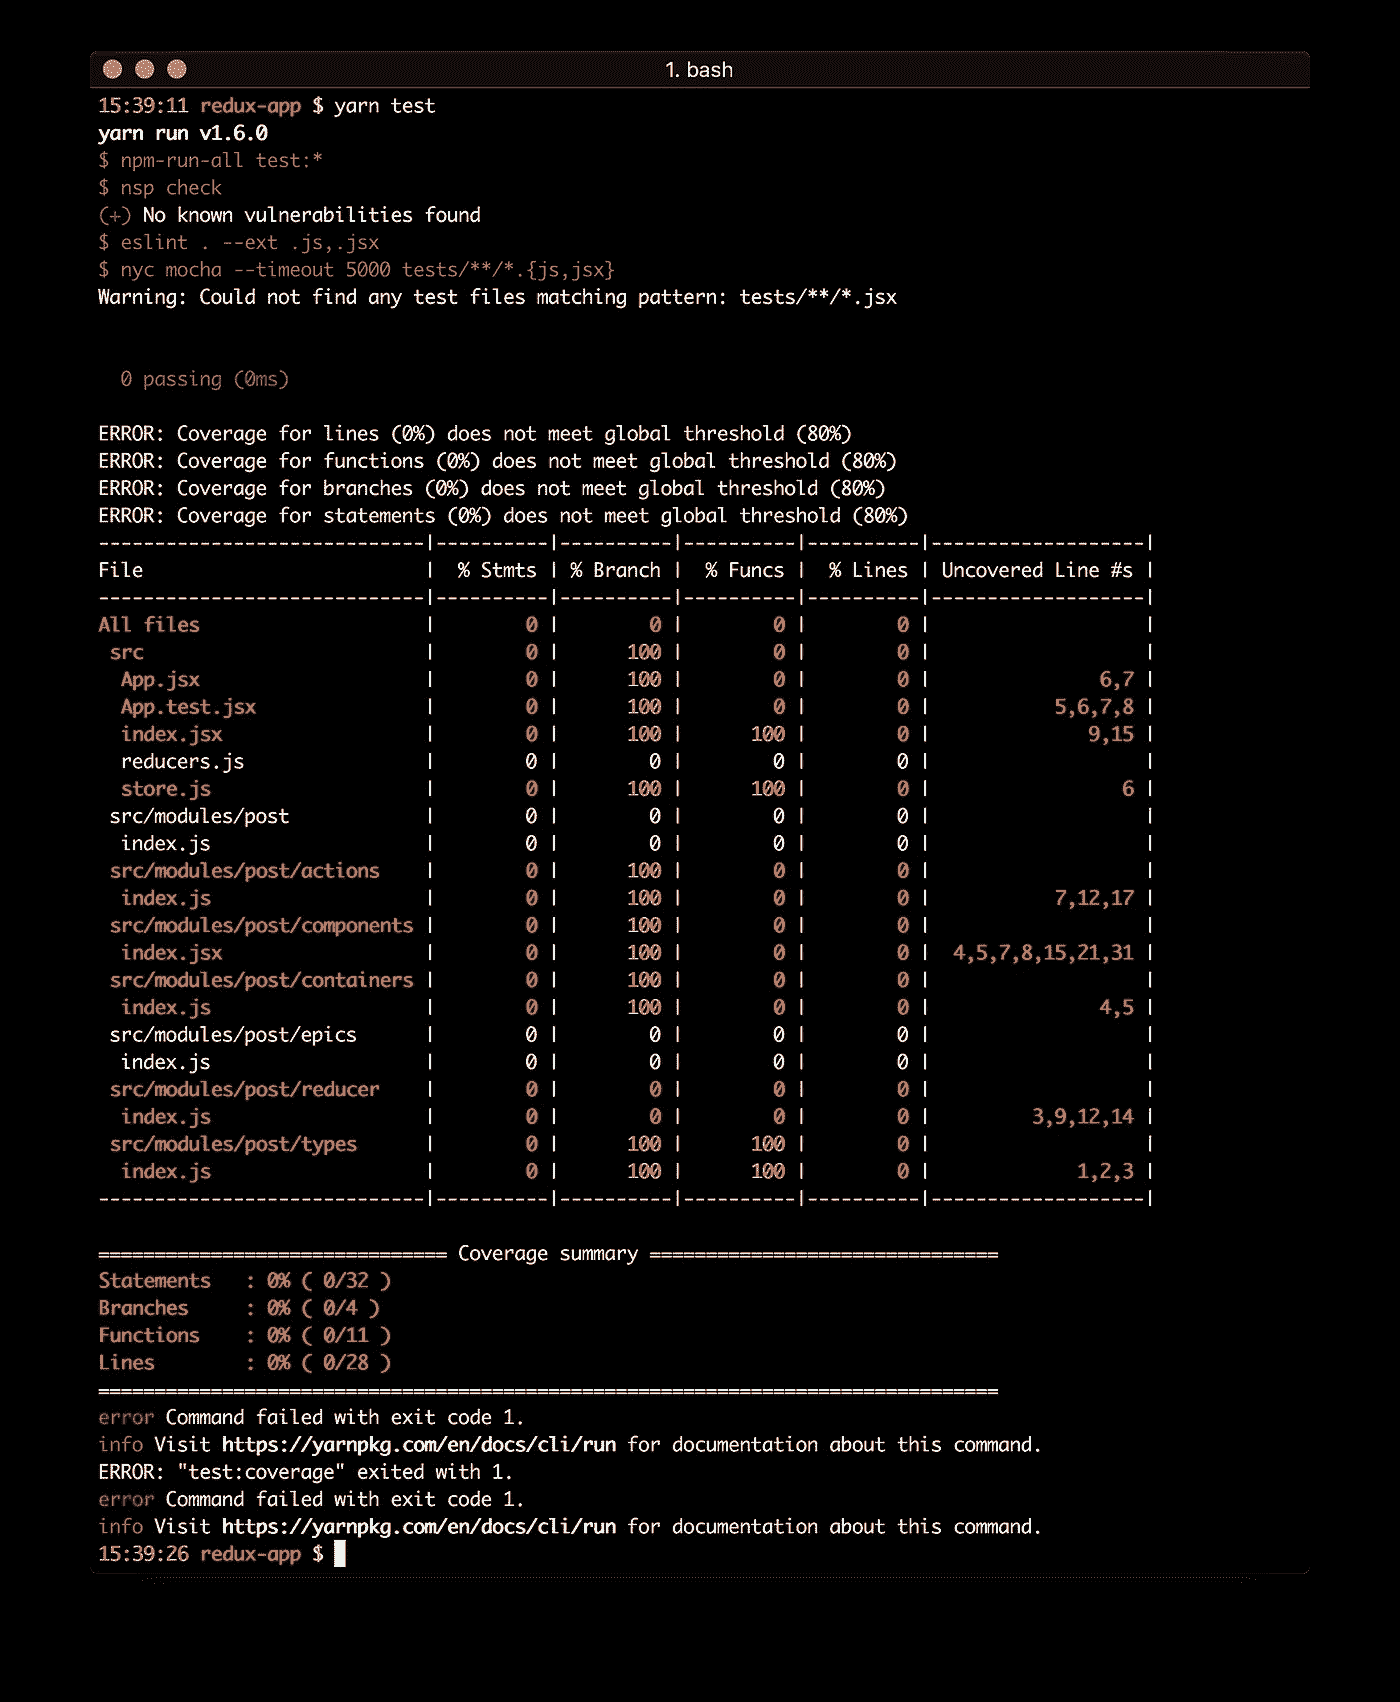 1. bash
15:39:11 redux-app $ yarn test
yarn run v1.6.0
$ npm-run-all test:*
$ nsp check
(+) No known vulnerabilities found
$ eslint . --ext .js,.jsx
$ nyc mocha --timeout 5000 tests/**/*.{js,jsx}
Warning: Could not find any test files matching pattern: tests/**/*.jsx
  0 passing (0ms)
ERROR: Coverage for lines (0%) does not meet global threshold (80%)
ERROR: Coverage for functions (0%) does not meet global threshold (80%)
ERROR: Coverage for branches (0%) does not meet global threshold (80%)
ERROR: Coverage for statements (0%) does not meet global threshold (80%)
-----------------------------|----------|----------|----------|----------|-------------------|
File                         |  % Stmts | % Branch |  % Funcs |  % Lines | Uncovered Line #s |
-----------------------------|----------|----------|----------|----------|-------------------|
All files                    |        0 |        0 |        0 |        0 |                   |
 src                         |        0 |      100 |        0 |        0 |                   |
  App.jsx                    |        0 |      100 |        0 |        0 |               6,7 |
  App.test.jsx               |        0 |      100 |        0 |        0 |           5,6,7,8 |
  index.jsx                  |        0 |      100 |      100 |        0 |              9,15 |
  reducers.js                |        0 |        0 |        0 |        0 |                   |
  store.js                   |        0 |      100 |      100 |        0 |                 6 |
 src/modules/post            |        0 |        0 |        0 |        0 |                   |
  index.js                   |        0 |        0 |        0 |        0 |                   |
 src/modules/post/actions    |        0 |      100 |        0 |        0 |                   |
  index.js                   |        0 |      100 |        0 |        0 |           7,12,17 |
 src/modules/post/components |        0 |      100 |        0 |        0 |                   |
  index.jsx                  |        0 |      100 |        0 |        0 |  4,5,7,8,15,21,31 |
 src/modules/post/containers |        0 |      100 |        0 |        0 |                   |
  index.js                   |        0 |      100 |        0 |        0 |               4,5 |
 src/modules/post/epics      |        0 |        0 |        0 |        0 |                   |
  index.js                   |        0 |        0 |        0 |        0 |                   |
 src/modules/post/reducer    |        0 |        0 |        0 |        0 |                   |
  index.js                   |        0 |        0 |        0 |        0 |         3,9,12,14 |
 src/modules/post/types      |        0 |      100 |      100 |        0 |                   |
  index.js                   |        0 |      100 |      100 |        0 |             1,2,3 |
-----------------------------|----------|----------|----------|----------|-------------------|
=============================== Coverage summary ===============================
Statements   : 0% ( 0/32 )
Branches     : 0% ( 0/4 )
Functions    : 0% ( 0/11 )
Lines        : 0% ( 0/28 )
================================================================================
error Command failed with exit code 1.
info Visit https://yarnpkg.com/en/docs/cli/run for documentation about this command.
ERROR: "test:coverage" exited with 1.
error Command failed with exit code 1.
info Visit https://yarnpkg.com/en/docs/cli/run for documentation about this command.
15:39:26 redux-app $